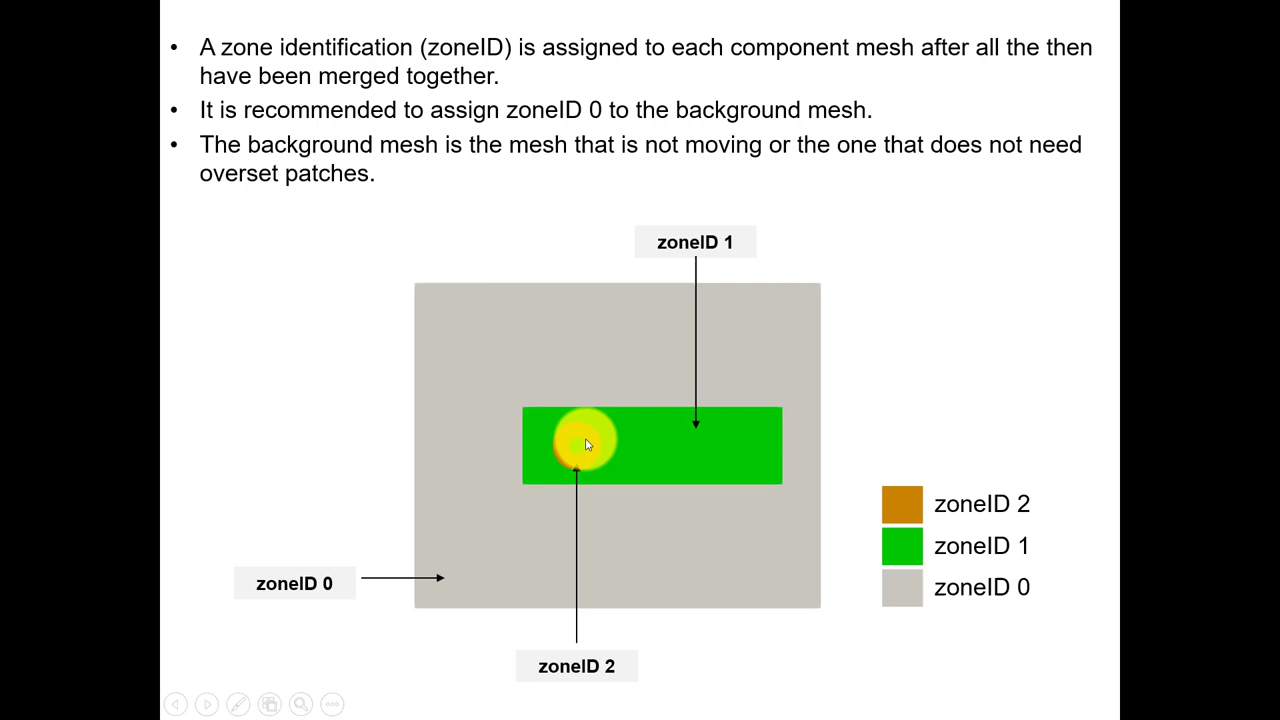 • A zone identification (zoneID) is assigned to each component mesh after all the then
have been merged together.
• It is recommended to assign zoneID 0 to the background mesh.
• The background mesh is the mesh that is not moving or the one that does not need
overset patches.
zoneID 1
zoneID 2
zoneID 1
zoneID 0
zoneID 0
zoneID 2